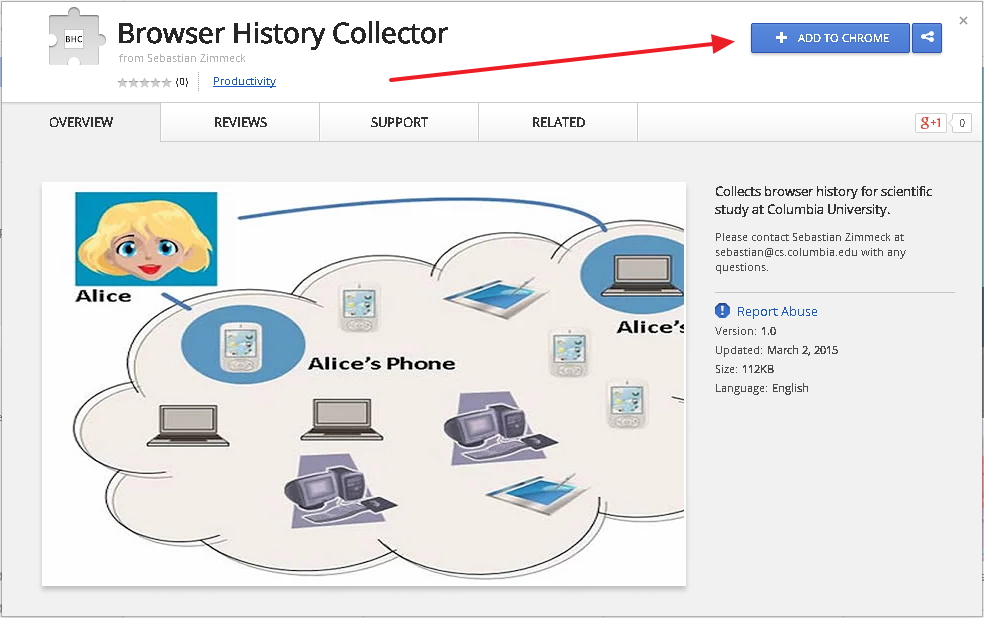 BHC
Browser History Collector
from Sebastian Zimmeck
(0) Productivity
ADD TO CHROME
OVERVIEW REVIEWS SUPPORT RELATED
g+1 0
Alice
Alice's Phone
Alice's
Collects browser history for scientific
study at Columbia University.
Please contact Sebastian Zimmeck at
sebastian@cs.columbia.edu with any
questions.
Report Abuse
Version: 1.0
Updated: March 2, 2015
Size: 112KB
Language: English